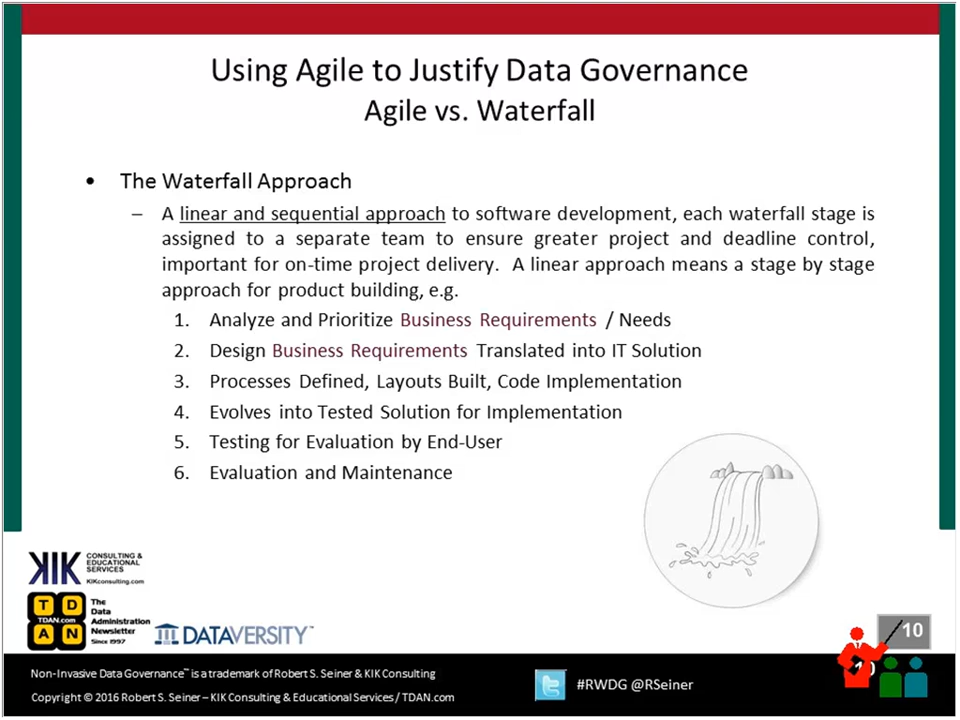 Using Agile to Justify Data Governance
Agile vs. Waterfall
• The Waterfall Approach
– A linear and sequential approach to software development, each waterfall stage is
assigned to a separate team to ensure greater project and deadline control,
important for on-time project delivery. A linear approach means a stage by stage
approach for product building, e.g.
1. Analyze and Prioritize Business Requirements / Needs
2. Design Business Requirements Translated into IT Solution
3. Processes Defined, Layouts Built, Code Implementation
4. Evolves into Tested Solution for Implementation
5. Testing for Evaluation by End-User
6. Evaluation and Maintenance
KIK CONSULTING &
EDUCATIONAL
SERVICES
KIKconsulting.com
T D
TDAN.com
A N
The
Data
Administration
Newsletter
Since 1997
DATAVERSITY™
10
Non-Invasive Data Governance™ is a trademark of Robert S. Seiner & KIK Consulting
Copyright © 2016 Robert S. Seiner – KIK Consulting & Educational Services / TDAN.com
#RWDG @RSeiner
10